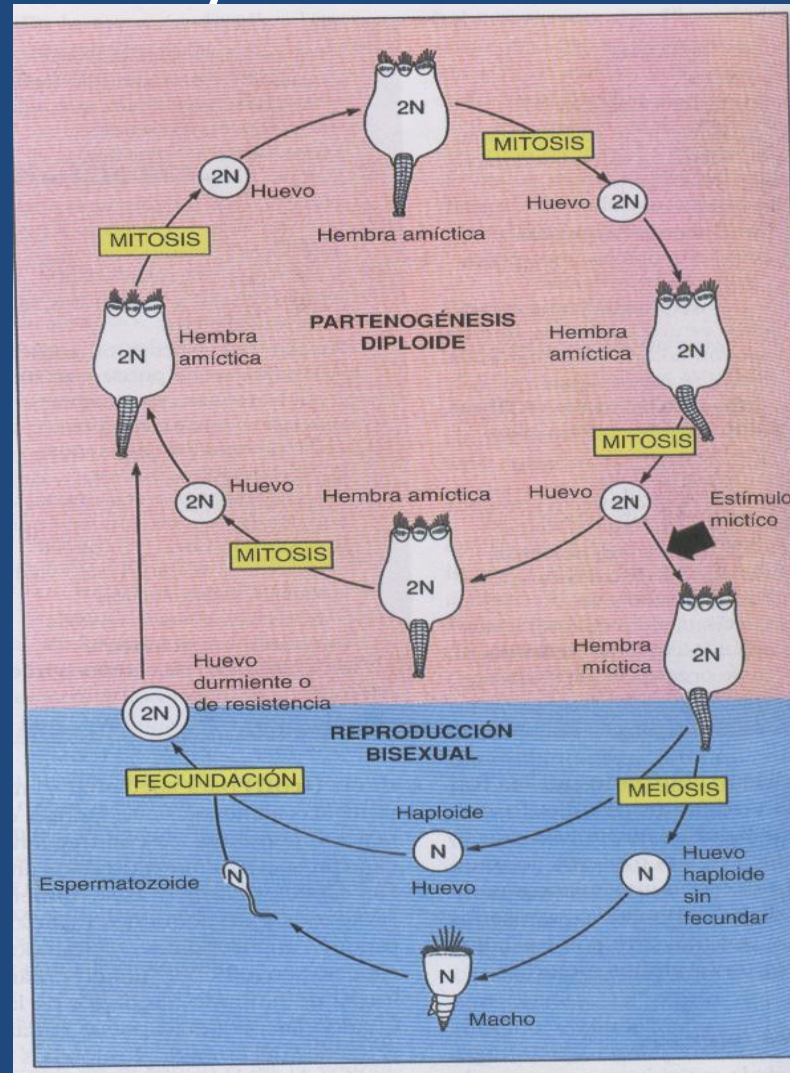 2N
MITOSIS
2N
Huevo
Huevo
2N
Hembra amíctica
MITOSIS
PARTENOGÉNESIS
DIPLOIDE
2N
Hembra
amíctica
Hembra
amíctica
2N
MITOSIS
2N
Huevo
Hembra amíctica
Huevo
2N
Estímulo
mictíco
MITOSIS
2N
Hembra
míctica
2N
Huevo
durmiente o
de resistencia
2N
REPRODUCCIÓN
BISEXUAL
FECUNDACIÓN
MEIOSIS
Haploide
N
Huevo
N
Huevo
haploide
sin
fecundar
Espermatozoide
N
N
Macho